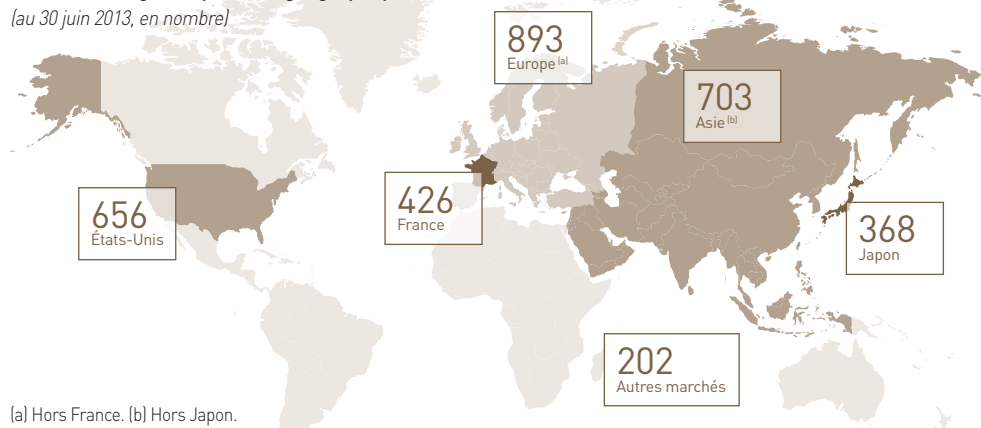 (au 30 juin 2013, en nombre)
893
Europe (a)
703
Asie (b)
656
États-Unis
426
France
368
Japon
202
Autres marchés
(a) Hors France. (b) Hors Japon.